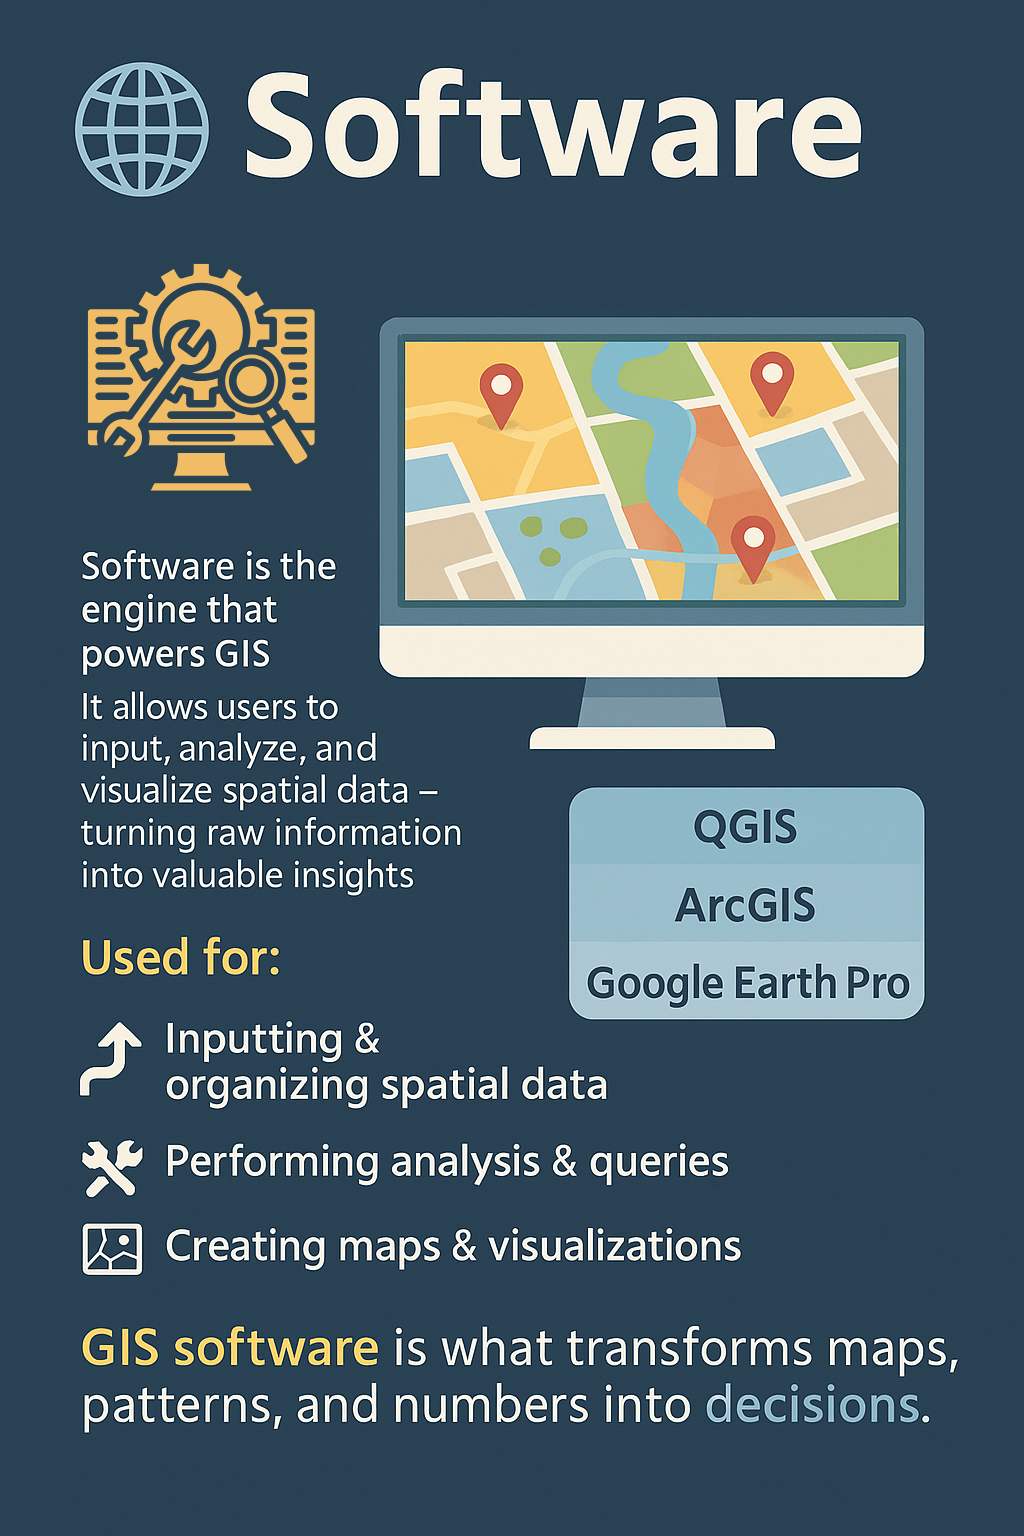 Software
Software is the
engine that
powers GIS
It allows users to
input, analyze, and
visualize spatial data –
turning raw information
into valuable insights
QGIS
ArcGIS
Google Earth Pro
Used for:
Inputting &
organizing spatial data
Performing analysis & queries
Creating maps & visualizations
GIS software is what transforms maps,
patterns, and numbers into decisions.